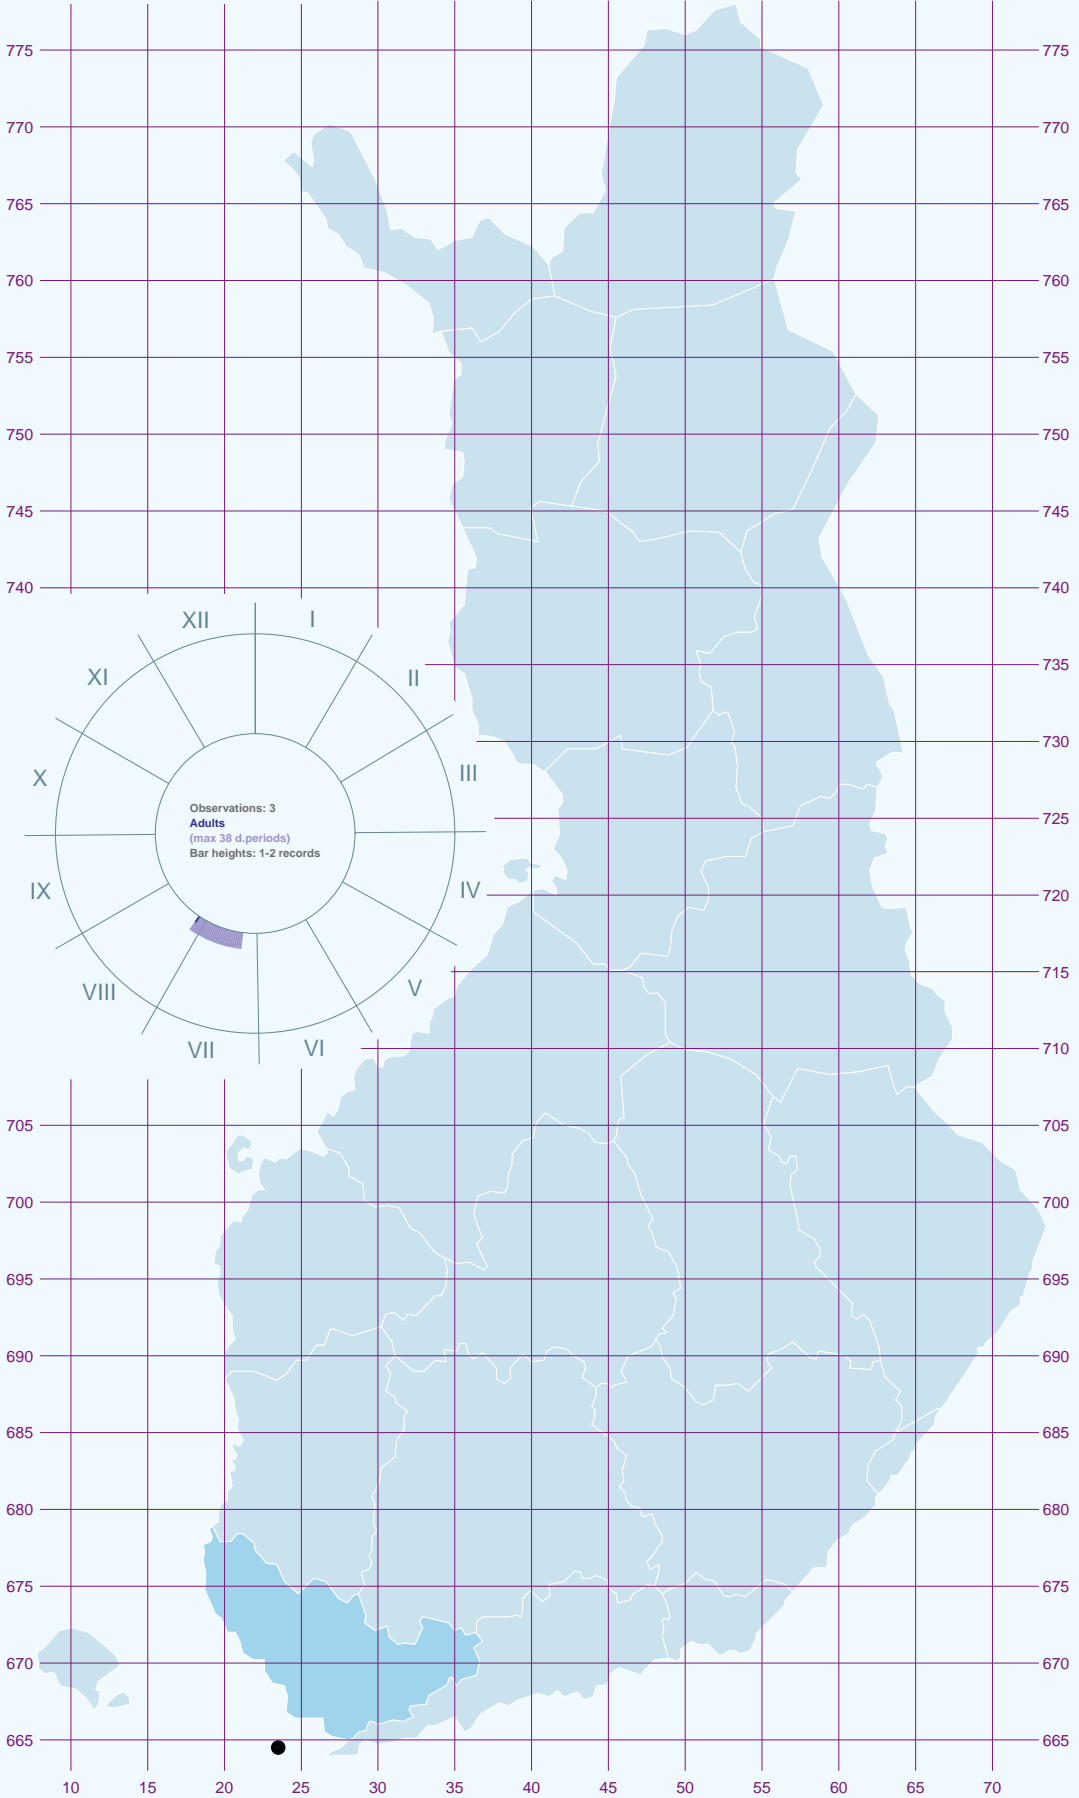 775 775
770 770
765 765
760 760
755 755
750 750
745 745
740 740
XII I
XI II
735
730
X III
Observations: 3
Adults
(max 38 d.periods)
Bar heights: 1-2 records
725
IX IV
720
715
VIII V
VII VI
710
705 705
700 700
695 695
690 690
685 685
680 680
675 675
670 670
665 665
10 15 20 25 30 35 40 45 50 55 60 65 70